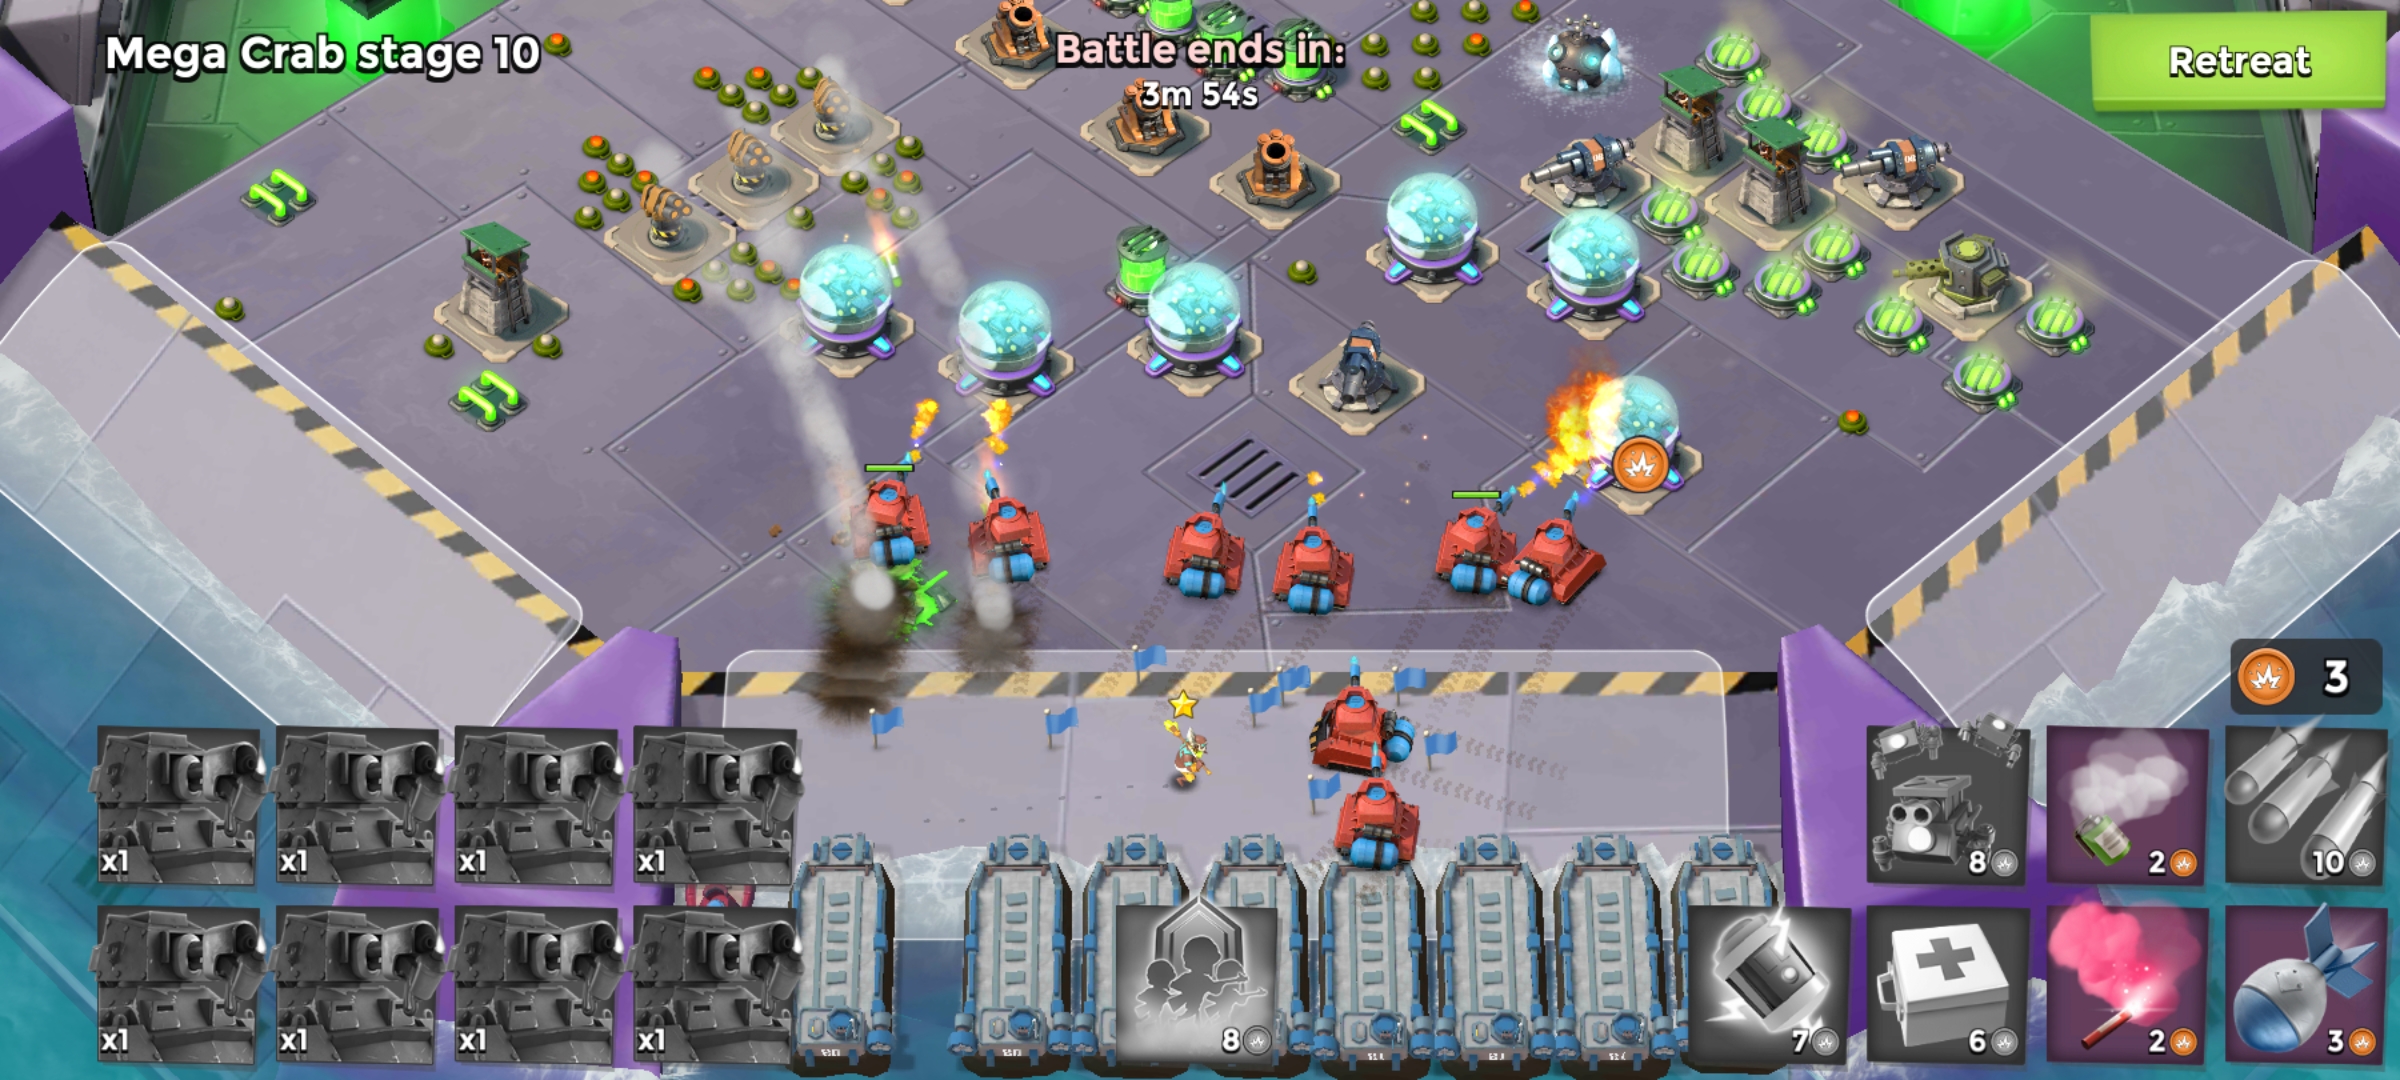 Mega Crab stage 10
Battle ends in:
3m 54s
Retreat
3
x1
x1
x1
x1
8
2
10
x1
x1
x1
x1
8
7
6
2
3